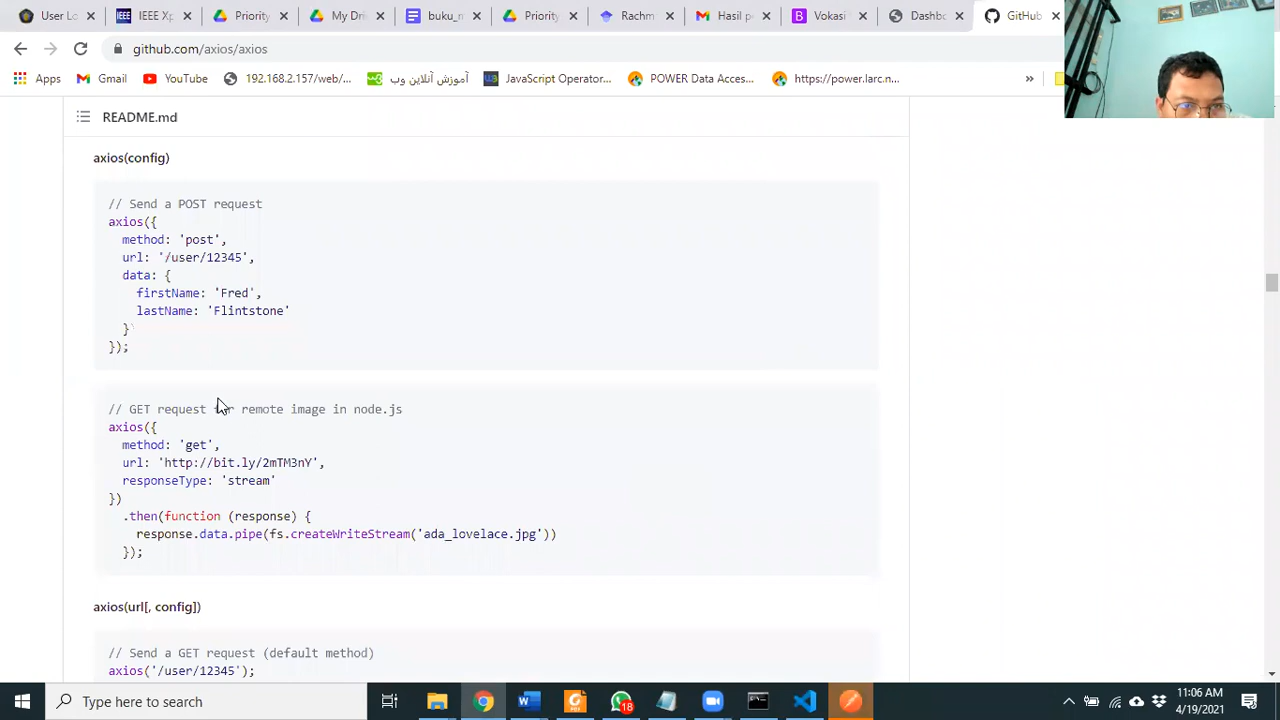 User Lo
IEEE Xp
Priority
My Driv
buku_m
Priority
Rachm
Hasil p
Vokas
Dashbo
GitHub
github.com/axios/axios
Apps
Gmail
YouTube
192.168.2.157/web/...
آموزش آنلاین وب
JavaScript Operator...
POWER Data Acces...
https://power.larc.n...
»
README.md
axios(config)
// Send a POST request
axios({
method: 'post',
url: '/user/12345',
data: {
firstName: 'Fred',
lastName: 'Flintstone'
}
});
// GET request for remote image in node.js
axios({
method: 'get',
url: 'http://bit.ly/2mTM3nY',
responseType: 'stream'
})
.then(function (response) {
response.data.pipe(fs.createWriteStream('ada_lovelace.jpg'))
});
axios(url[, config])
// Send a GET request (default method)
axios('/user/12345');
Type here to search
18
11:06 AM
4/19/2021